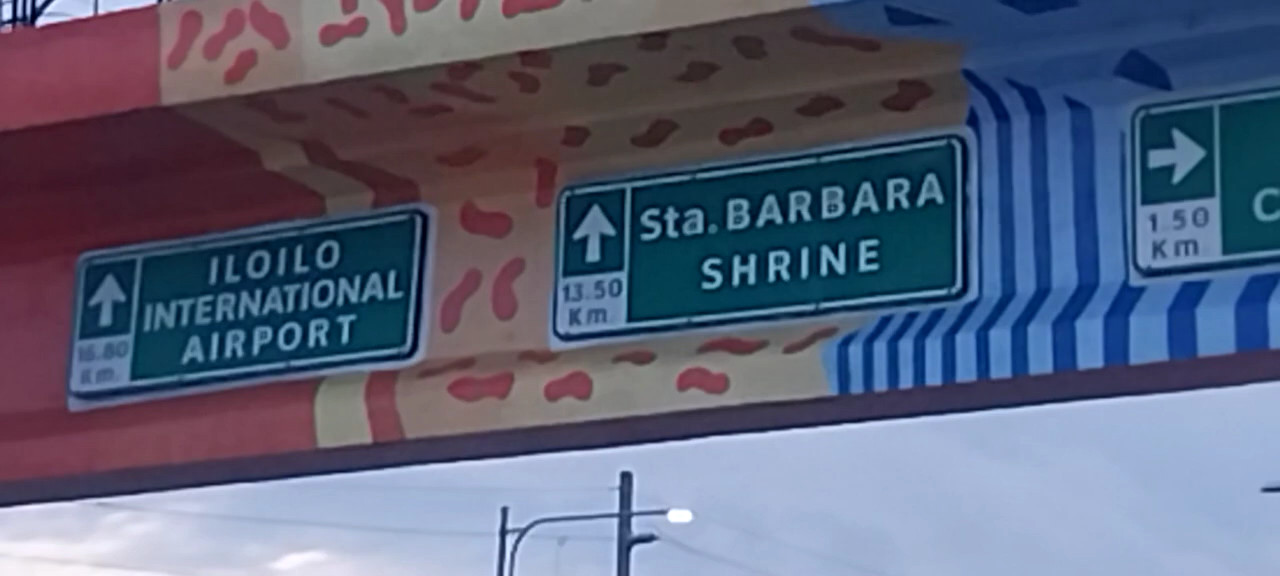 ILOILO
INTERNATIONAL
AIRPORT
16.80
Km
Sta. BARBARA
SHRINE
13.50
Km
1.50
Km
C